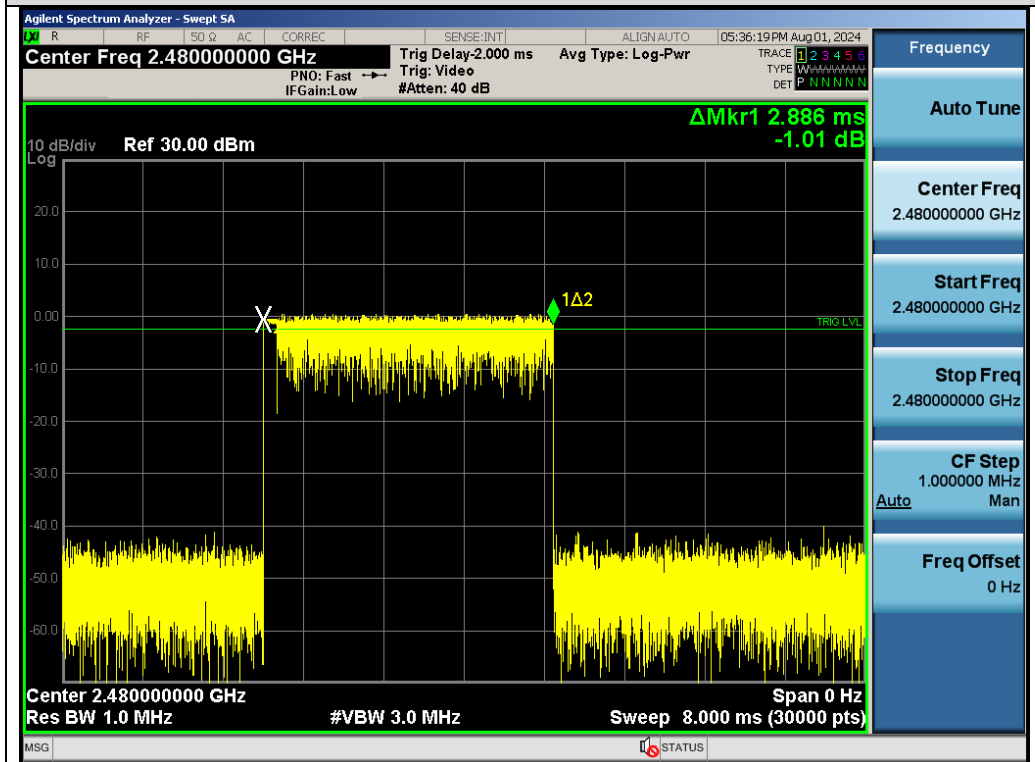 Agilent Spectrum Analyzer - Swept SA
LXI R RF 50 Ω AC CORREC SENSE:INT ALIGN AUTO 05:36:19 PM Aug 01, 2024
Center Freq 2.480000000 GHz
PNO: Fast
IFGain:Low
Trig Delay-2.000 ms
Trig: Video
#Atten: 40 dB
Avg Type: Log-Pwr
TRACE 1 2 3 4 5 6
TYPE
DET P N N N N N
ΔMkr1 2.886 ms
-1.01 dB
10 dB/div Ref 30.00 dBm
Log
20.0
10.0
0.00
-10.0
-20.0
-30.0
-40.0
-50.0
-60.0
1Δ2
TRIG LVL
Center 2.480000000 GHz Span 0 Hz
Res BW 1.0 MHz #VBW 3.0 MHz Sweep 8.000 ms (30000 pts)
MSG STATUS
Frequency
Auto Tune
Center Freq
2.480000000 GHz
Start Freq
2.480000000 GHz
Stop Freq
2.480000000 GHz
CF Step
1.000000 MHz
Auto Man
Freq Offset
0 Hz